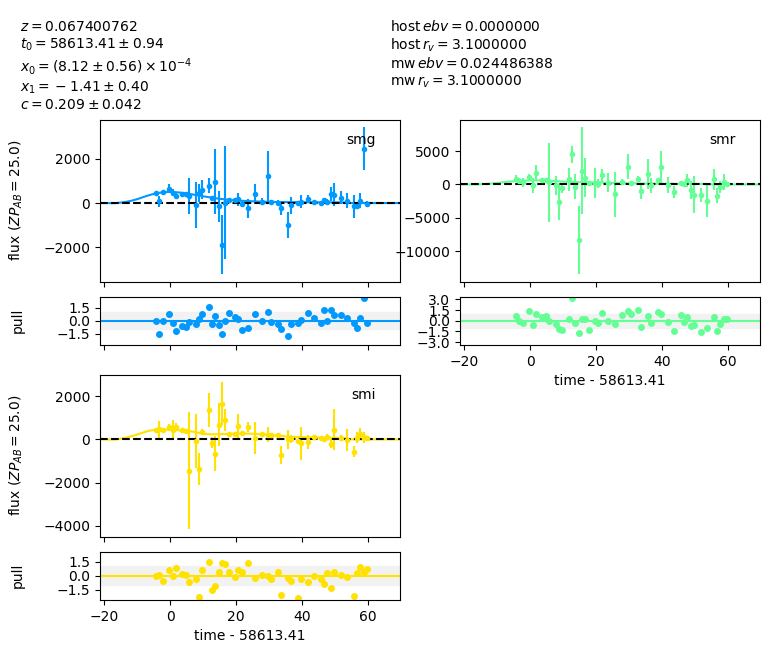 z = 0.067400762
t₀ = 58613.41 ± 0.94
x₀ = (8.12 ± 0.56) × 10⁻⁴
x₁ = −1.41 ± 0.40
c = 0.209 ± 0.042
host ebv = 0.0000000
host r_v = 3.1000000
mw ebv = 0.024486388
mw r_v = 3.1000000
smg
flux (ZP_AB = 25.0)
2000
0
−2000
pull
1.5
0.0
−1.5
smr
5000
0
−5000
−10000
3.0
1.5
0.0
−1.5
−3.0
−20 0 20 40 60
time - 58613.41
smi
flux (ZP_AB = 25.0)
2000
0
−2000
−4000
pull
1.5
0.0
−1.5
−20 0 20 40 60
time - 58613.41